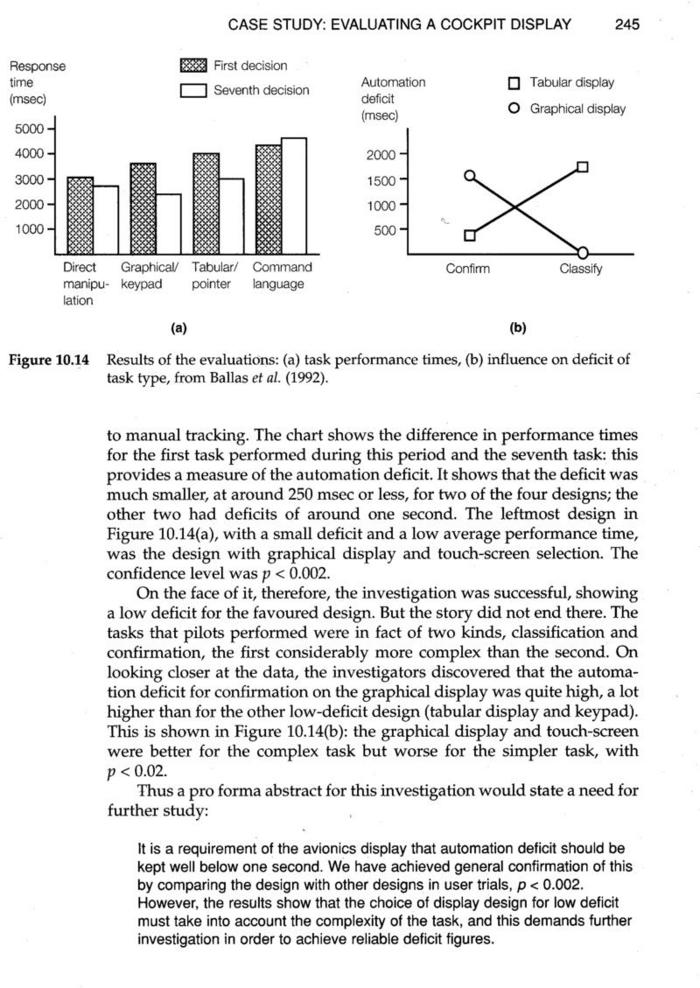 CASE STUDY: EVALUATING A COCKPIT DISPLAY 245
Response
time
(msec)
First decision
Seventh decision
5000
4000
3000
2000
1000
Direct
manipu-
lation
Graphical/
keypad
Tabular/
pointer
Command
language
(a)
Automation
deficit
(msec)
Tabular display
Graphical display
2000
1500
1000
500
Confirm
Classify
(b)
Figure 10.14 Results of the evaluations: (a) task performance times, (b) influence on deficit of
task type, from Ballas et al. (1992).
to manual tracking. The chart shows the difference in performance times
for the first task performed during this period and the seventh task: this
provides a measure of the automation deficit. It shows that the deficit was
much smaller, at around 250 msec or less, for two of the four designs; the
other two had deficits of around one second. The leftmost design in
Figure 10.14(a), with a small deficit and a low average performance time,
was the design with graphical display and touch-screen selection. The
confidence level was p < 0.002.
On the face of it, therefore, the investigation was successful, showing
a low deficit for the favoured design. But the story did not end there. The
tasks that pilots performed were in fact of two kinds, classification and
confirmation, the first considerably more complex than the second. On
looking closer at the data, the investigators discovered that the automa-
tion deficit for confirmation on the graphical display was quite high, a lot
higher than for the other low-deficit design (tabular display and keypad).
This is shown in Figure 10.14(b): the graphical display and touch-screen
were better for the complex task but worse for the simpler task, with
p < 0.02.
Thus a pro forma abstract for this investigation would state a need for
further study:
It is a requirement of the avionics display that automation deficit should be
kept well below one second. We have achieved general confirmation of this
by comparing the design with other designs in user trials, p < 0.002.
However, the results show that the choice of display design for low deficit
must take into account the complexity of the task, and this demands further
investigation in order to achieve reliable deficit figures.